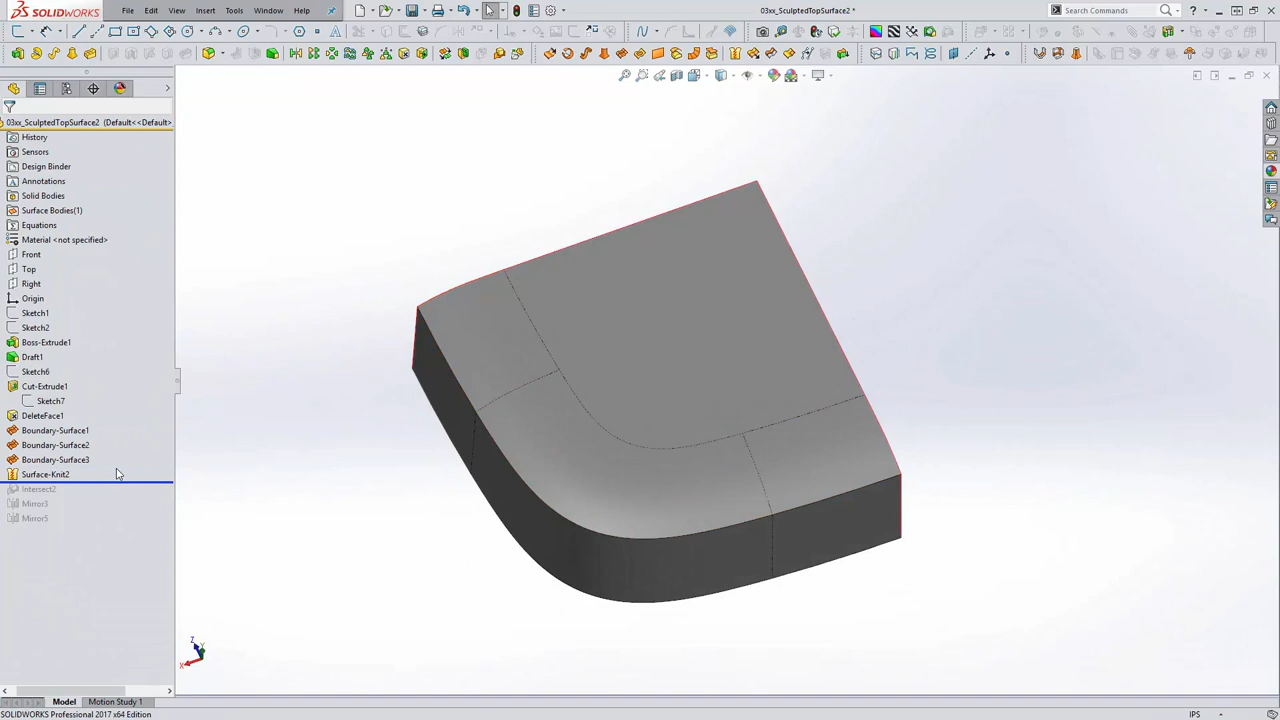 SOLIDWORKS File Edit View Insert Tools Window Help 03xx_SculptedTopSurface2 * Search Commands
03xx_SculptedTopSurface2 (Default<<Default>
History
Sensors
Design Binder
Annotations
Solid Bodies
Surface Bodies(1)
Equations
Material <not specified>
Front
Top
Right
Origin
Sketch1
Sketch2
Boss-Extrude1
Draft1
Sketch6
Cut-Extrude1
Sketch7
DeleteFace1
Boundary-Surface1
Boundary-Surface2
Boundary-Surface3
Surface-Knit2
Intersect2
Mirror3
Mirror5
Z
Y
X
Model Motion Study 1
SOLIDWORKS Professional 2017 x64 Edition IPS